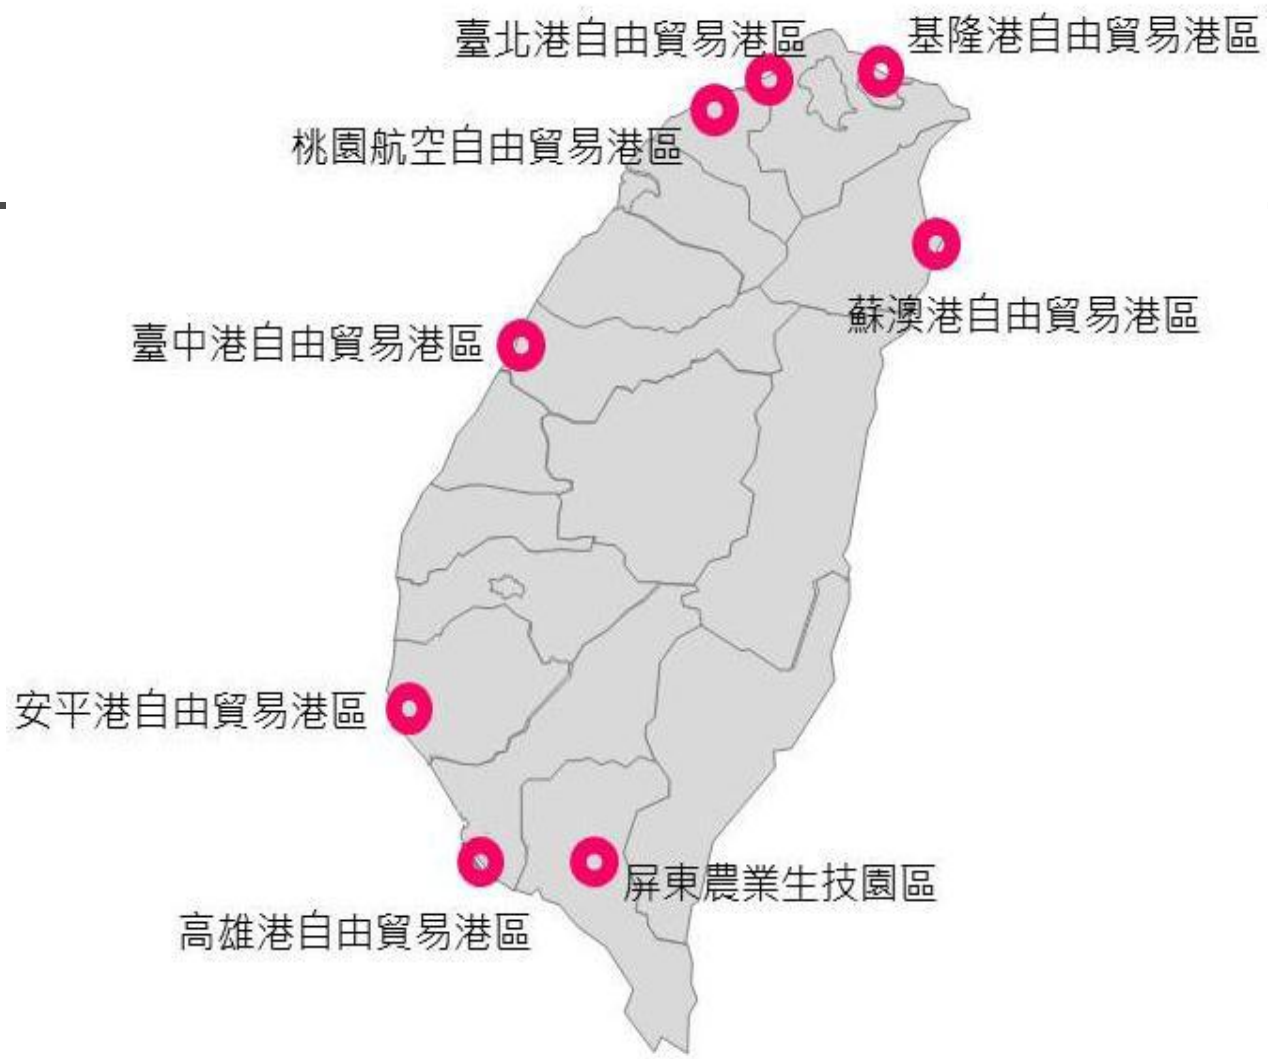 臺北港自由貿易港區
基隆港自由貿易港區
桃園航空自由貿易港區
蘇澳港自由貿易港區
臺中港自由貿易港區
安平港自由貿易港區
屏東農業生技園區
高雄港自由貿易港區